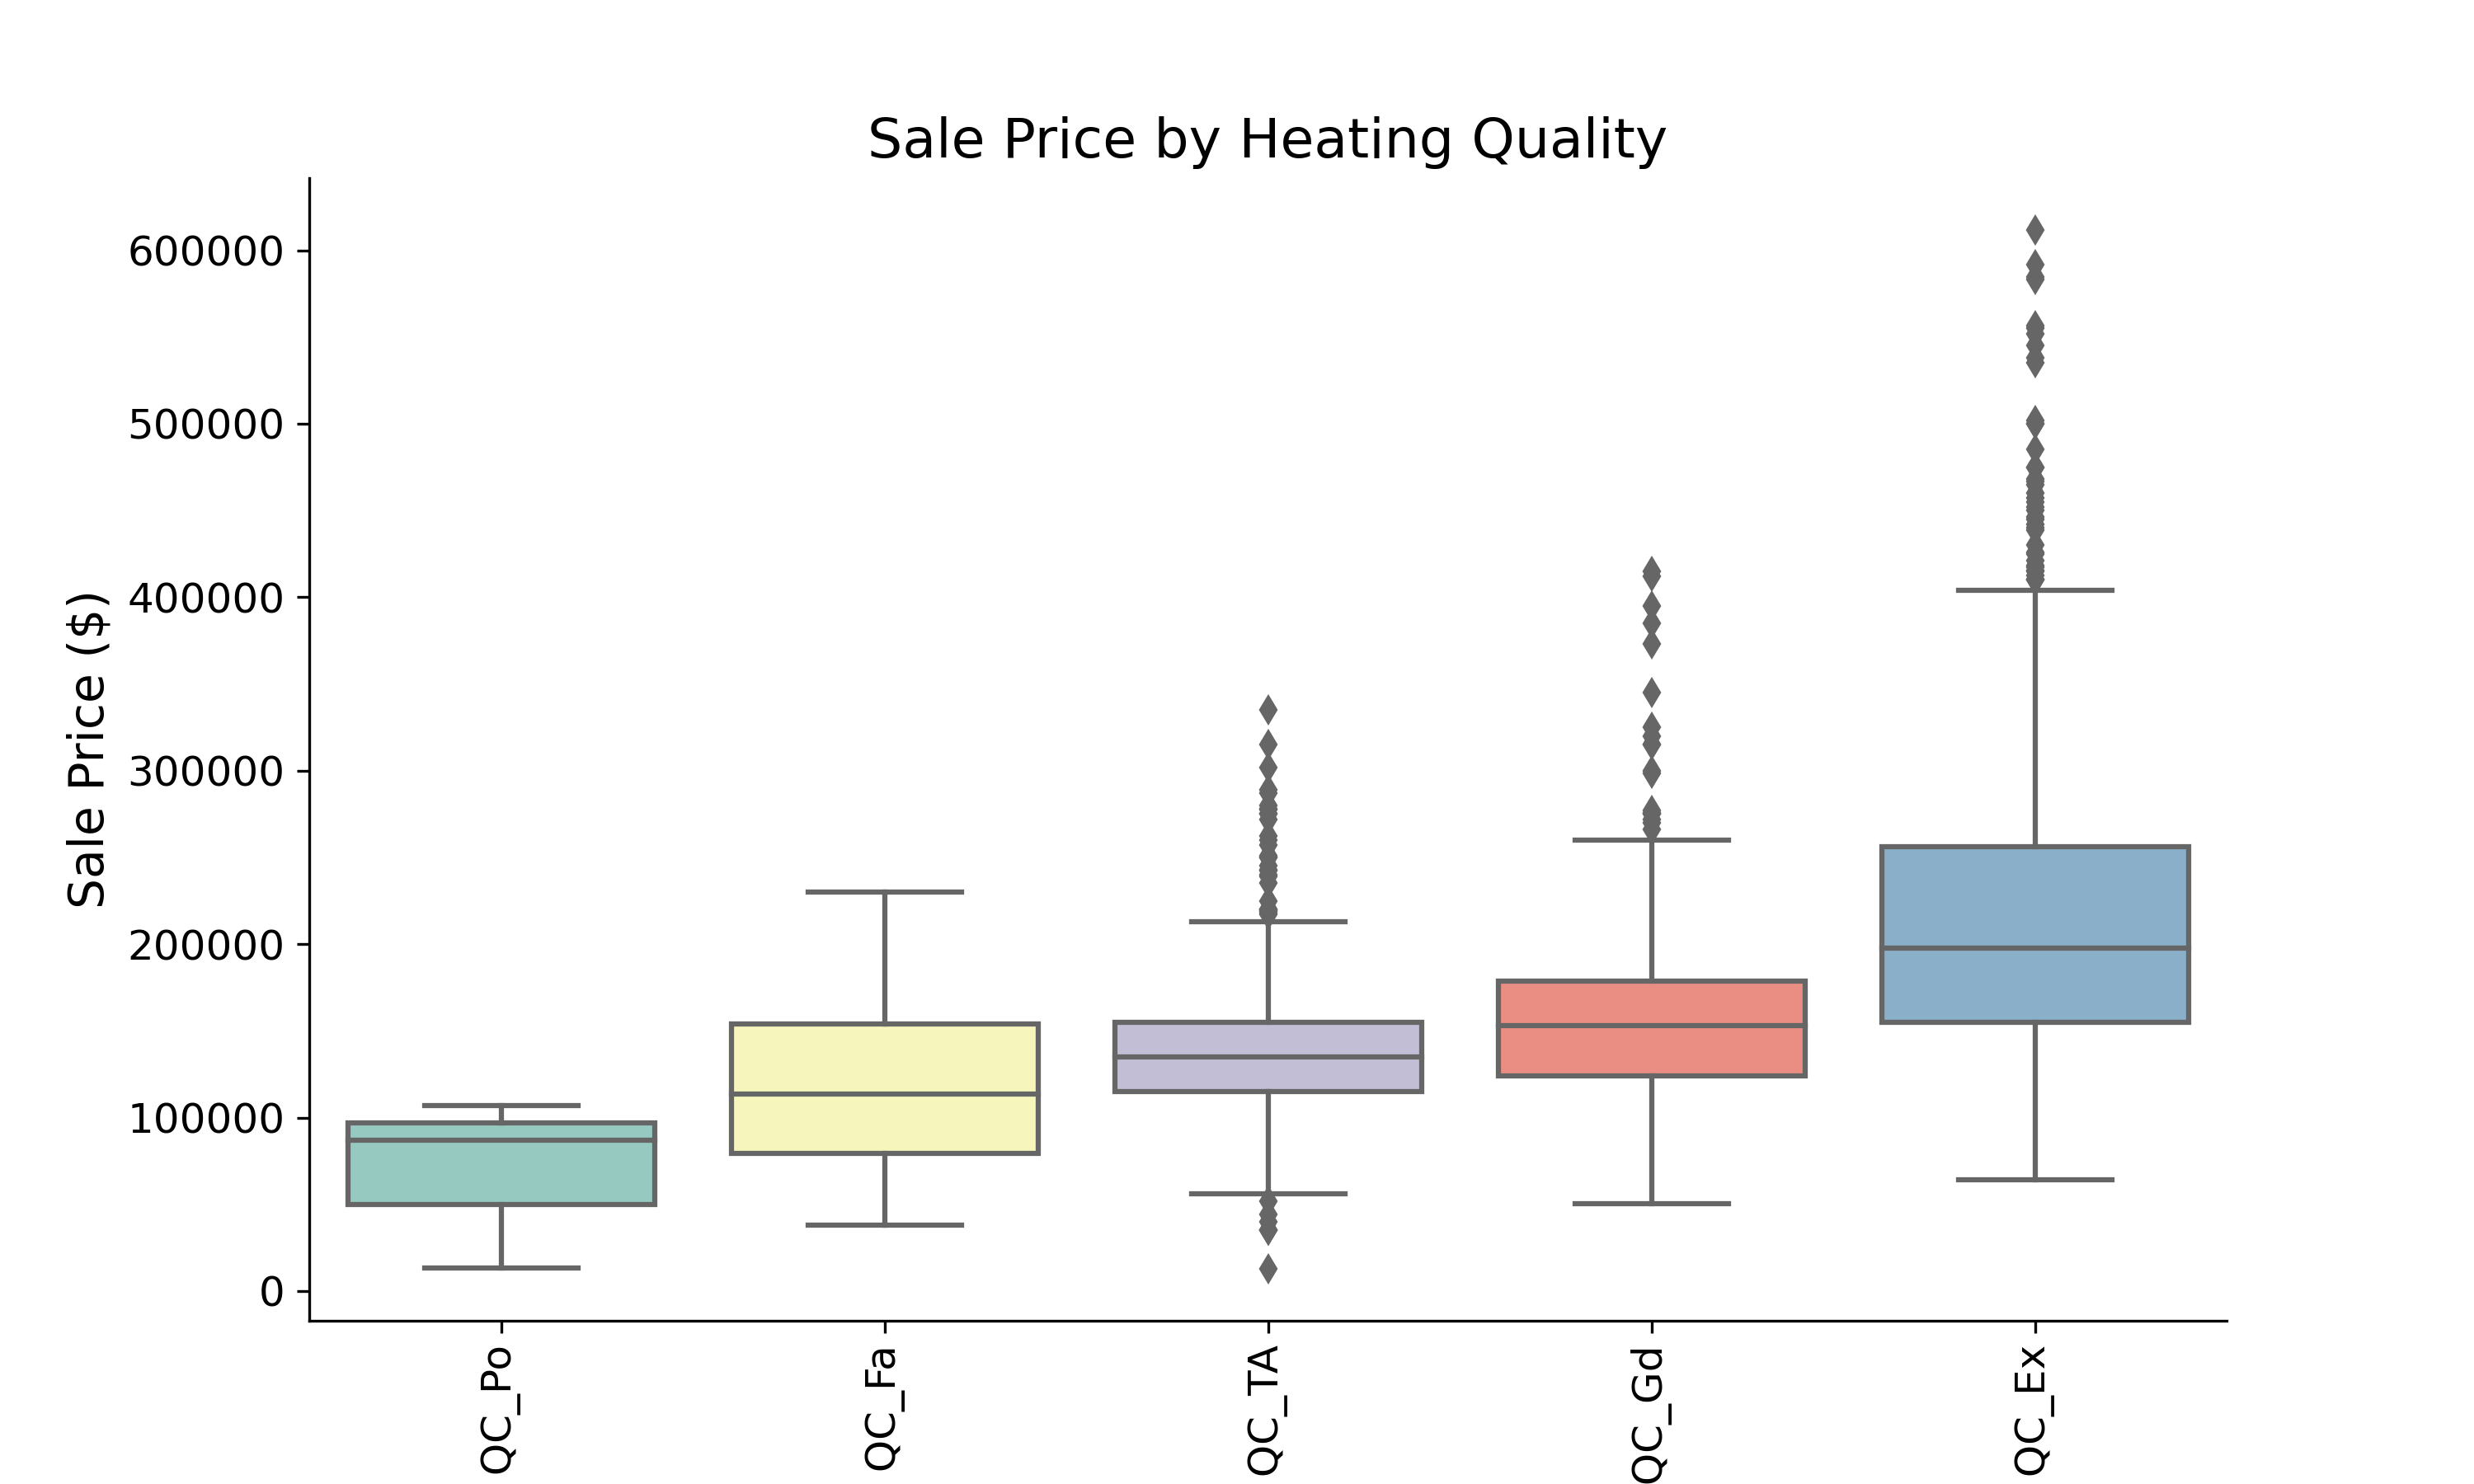 Sale Price by Heating Quality
Sale Price ($)
600000
500000
400000
300000
200000
100000
0
QC_Po
QC_Fa
QC_TA
QC_Gd
QC_Ex